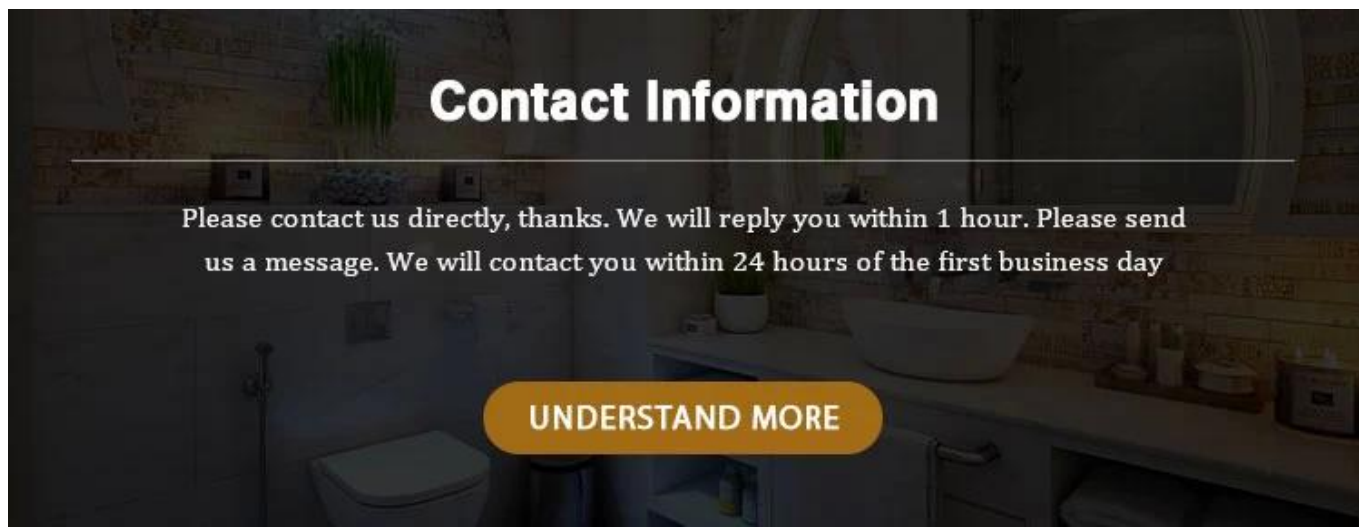 Contact Information
Please contact us directly, thanks. We will reply you within 1 hour. Please send
us a message. We will contact you within 24 hours of the first business day
UNDERSTAND MORE